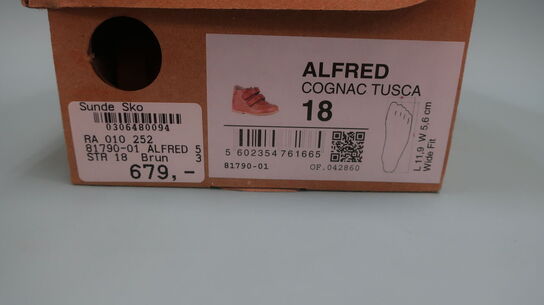 Sunde Sko
0306480094
RA 010 252
81790-01 ALFRED 5
STR 18 Brun 3
679,-
ALFRED
COGNAC TUSCA
18
5 602354 761665
81790-01
OF.042860
L 11,9 W 5,6 cm
Wide Fit